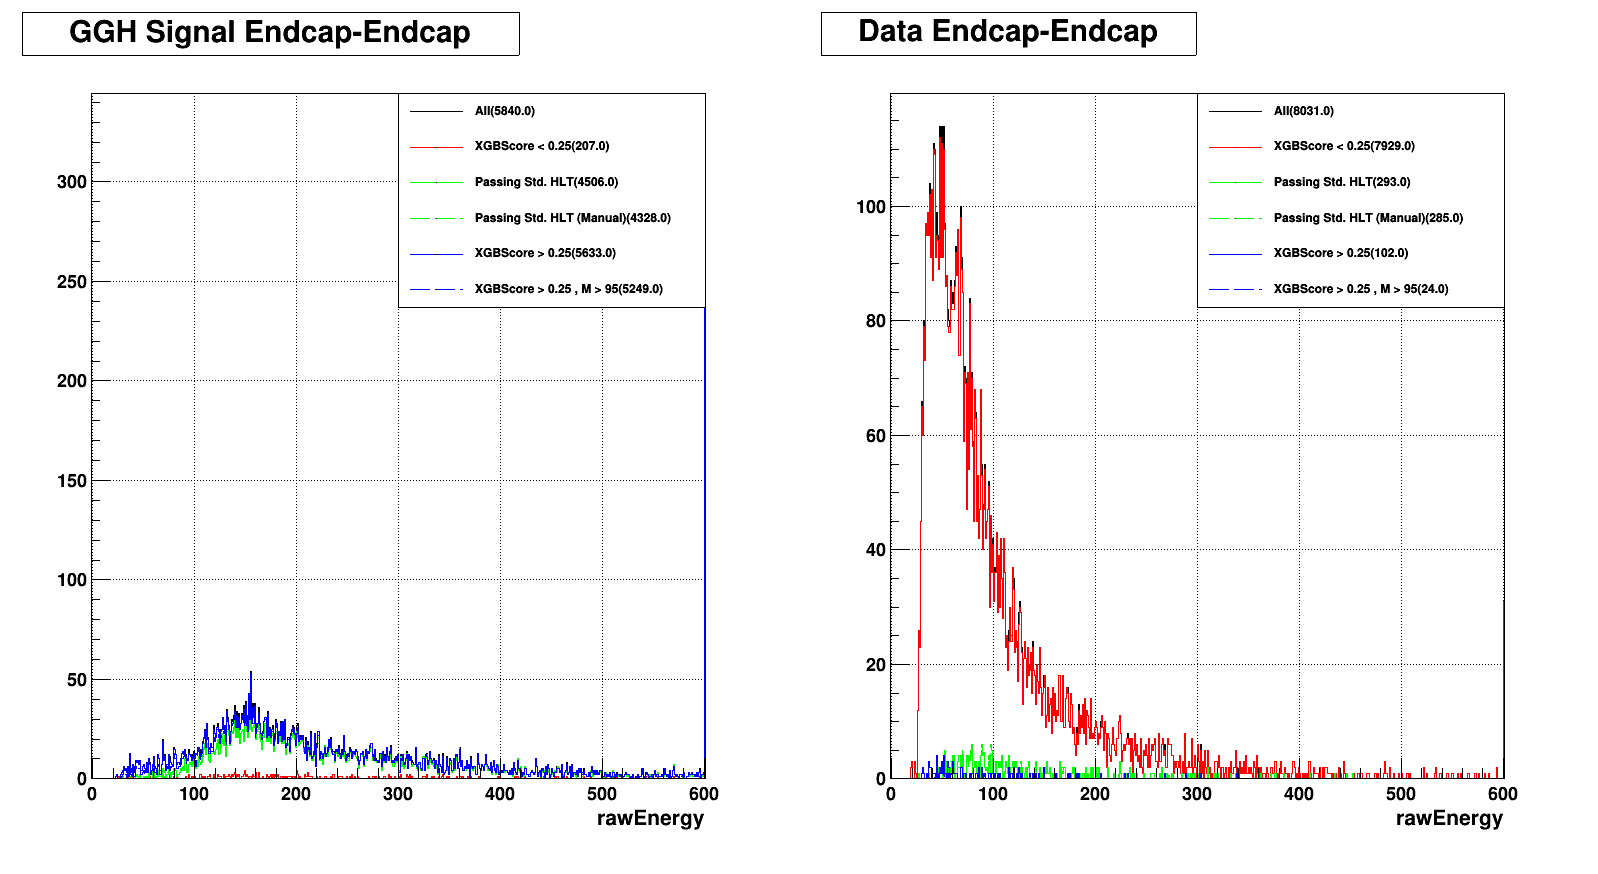 GGH Signal Endcap-Endcap
All(5840.0)
XGBScore < 0.25(207.0)
Passing Std. HLT(4506.0)
Passing Std. HLT (Manual)(4328.0)
XGBScore > 0.25(5633.0)
XGBScore > 0.25 , M > 95(5249.0)
300
250
200
150
100
50
0
0 100 200 300 400 500 600
rawEnergy
Data Endcap-Endcap
All(8031.0)
XGBScore < 0.25(7929.0)
Passing Std. HLT(293.0)
Passing Std. HLT (Manual)(285.0)
XGBScore > 0.25(102.0)
XGBScore > 0.25 , M > 95(24.0)
100
80
60
40
20
0
0 100 200 300 400 500 600
rawEnergy